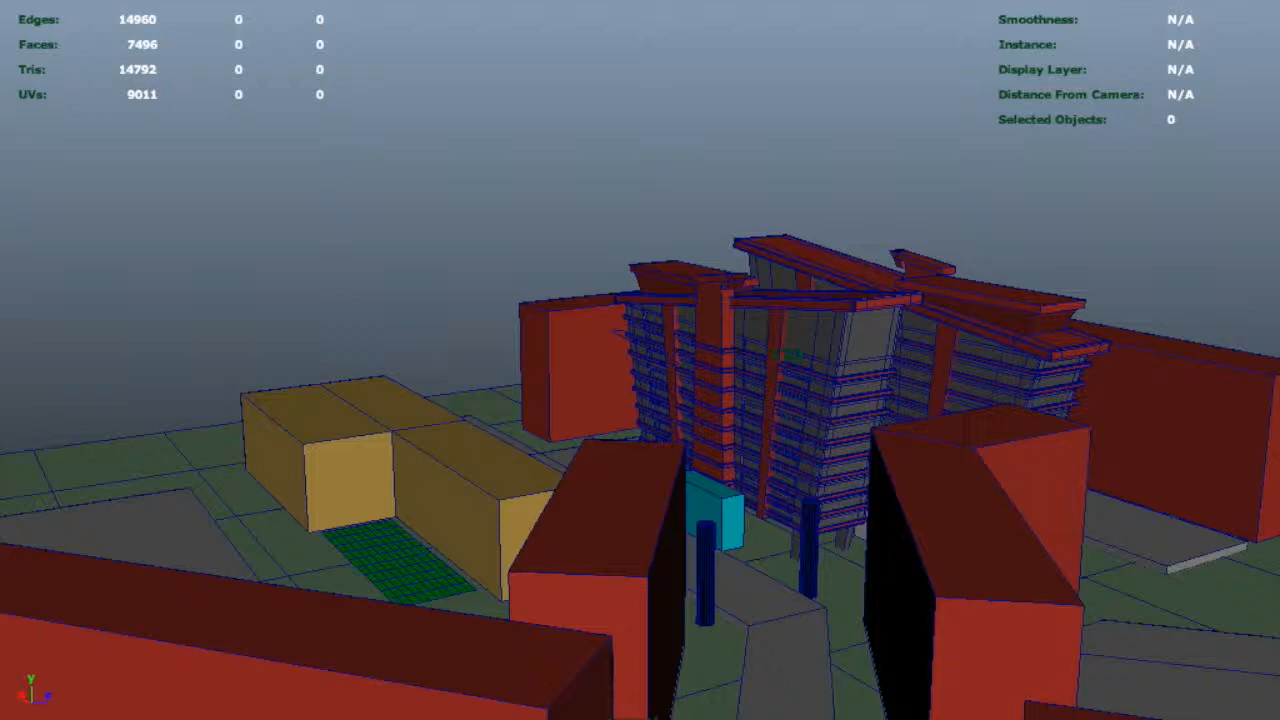 Edges: 14960 0 0
Faces: 7496 0 0
Tris: 14792 0 0
UVs: 9011 0 0
Smoothness: N/A
Instance: N/A
Display Layer: N/A
Distance From Camera: N/A
Selected Objects: 0
y